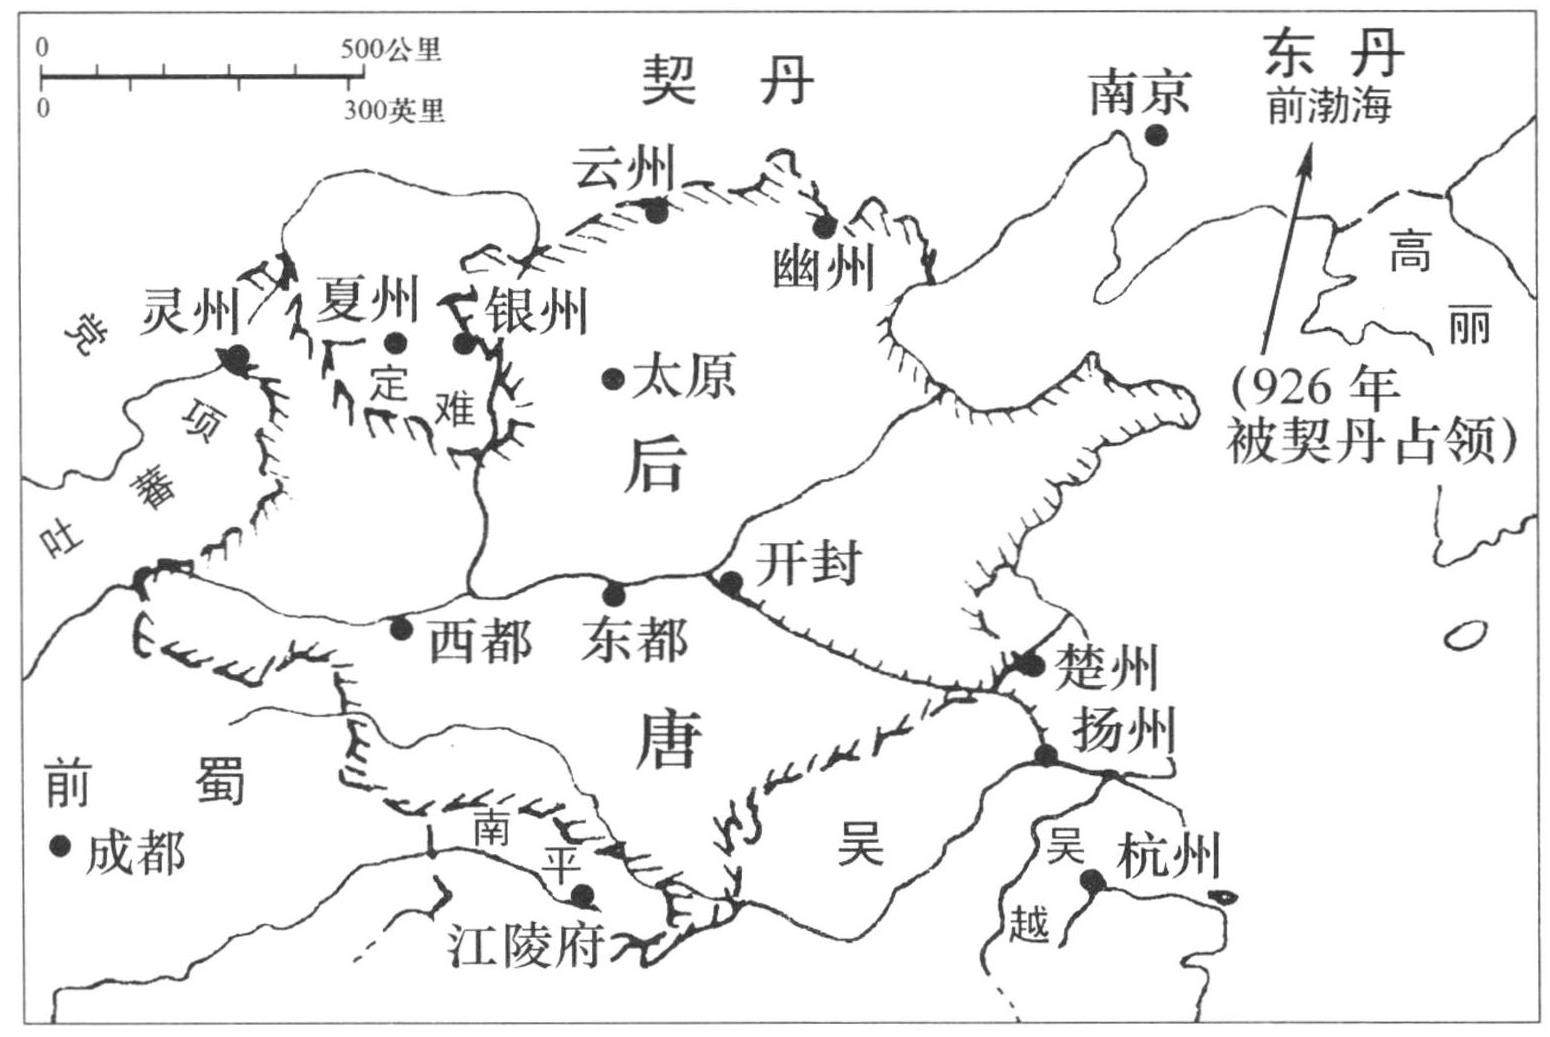 0 500公里
0 300英里
契 丹
东 丹
前渤海
南京
云州
幽州
高
丽
灵州
夏州
银州
党
项
定
难
太原
(926 年
被契丹占领)
后
吐 蕃
开封
西都
东都
楚州
唐
扬州
前 蜀
成都
南
平
吴
吴
越
杭州
江陵府